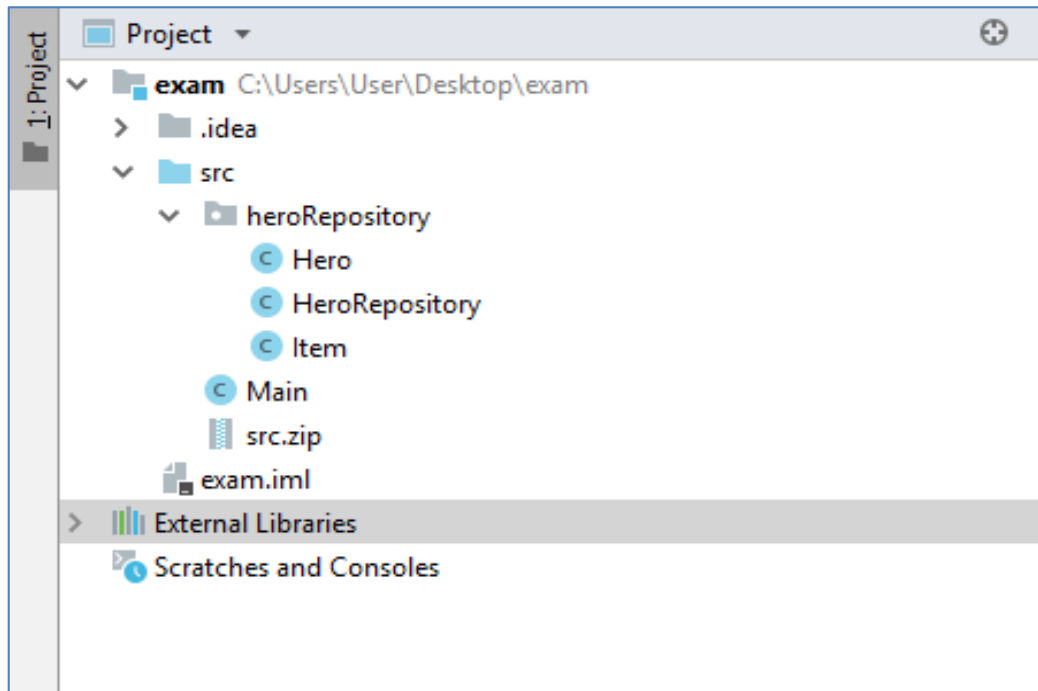 1: Project
Project
exam C:\Users\User\Desktop\exam
.idea
src
heroRepository
C Hero
C HeroRepository
C Item
C Main
src.zip
exam.iml
External Libraries
Scratches and Consoles